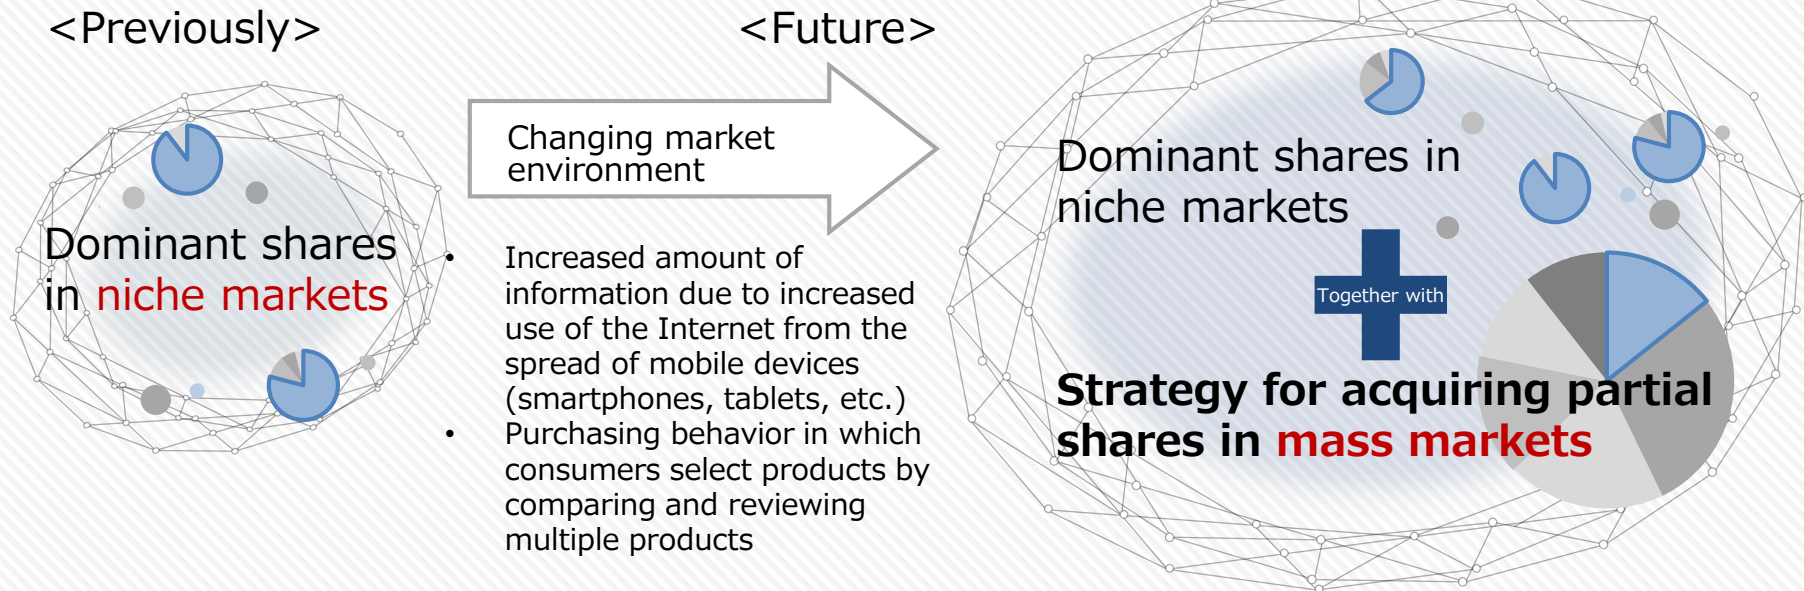 <Previously>
Dominant shares
in niche markets
<Future>
Changing market
environment
• Increased amount of
information due to increased
use of the Internet from the
spread of mobile devices
(smartphones, tablets, etc.)
• Purchasing behavior in which
consumers select products by
comparing and reviewing
multiple products
Dominant shares in
niche markets
Together with
Strategy for acquiring partial
shares in mass markets